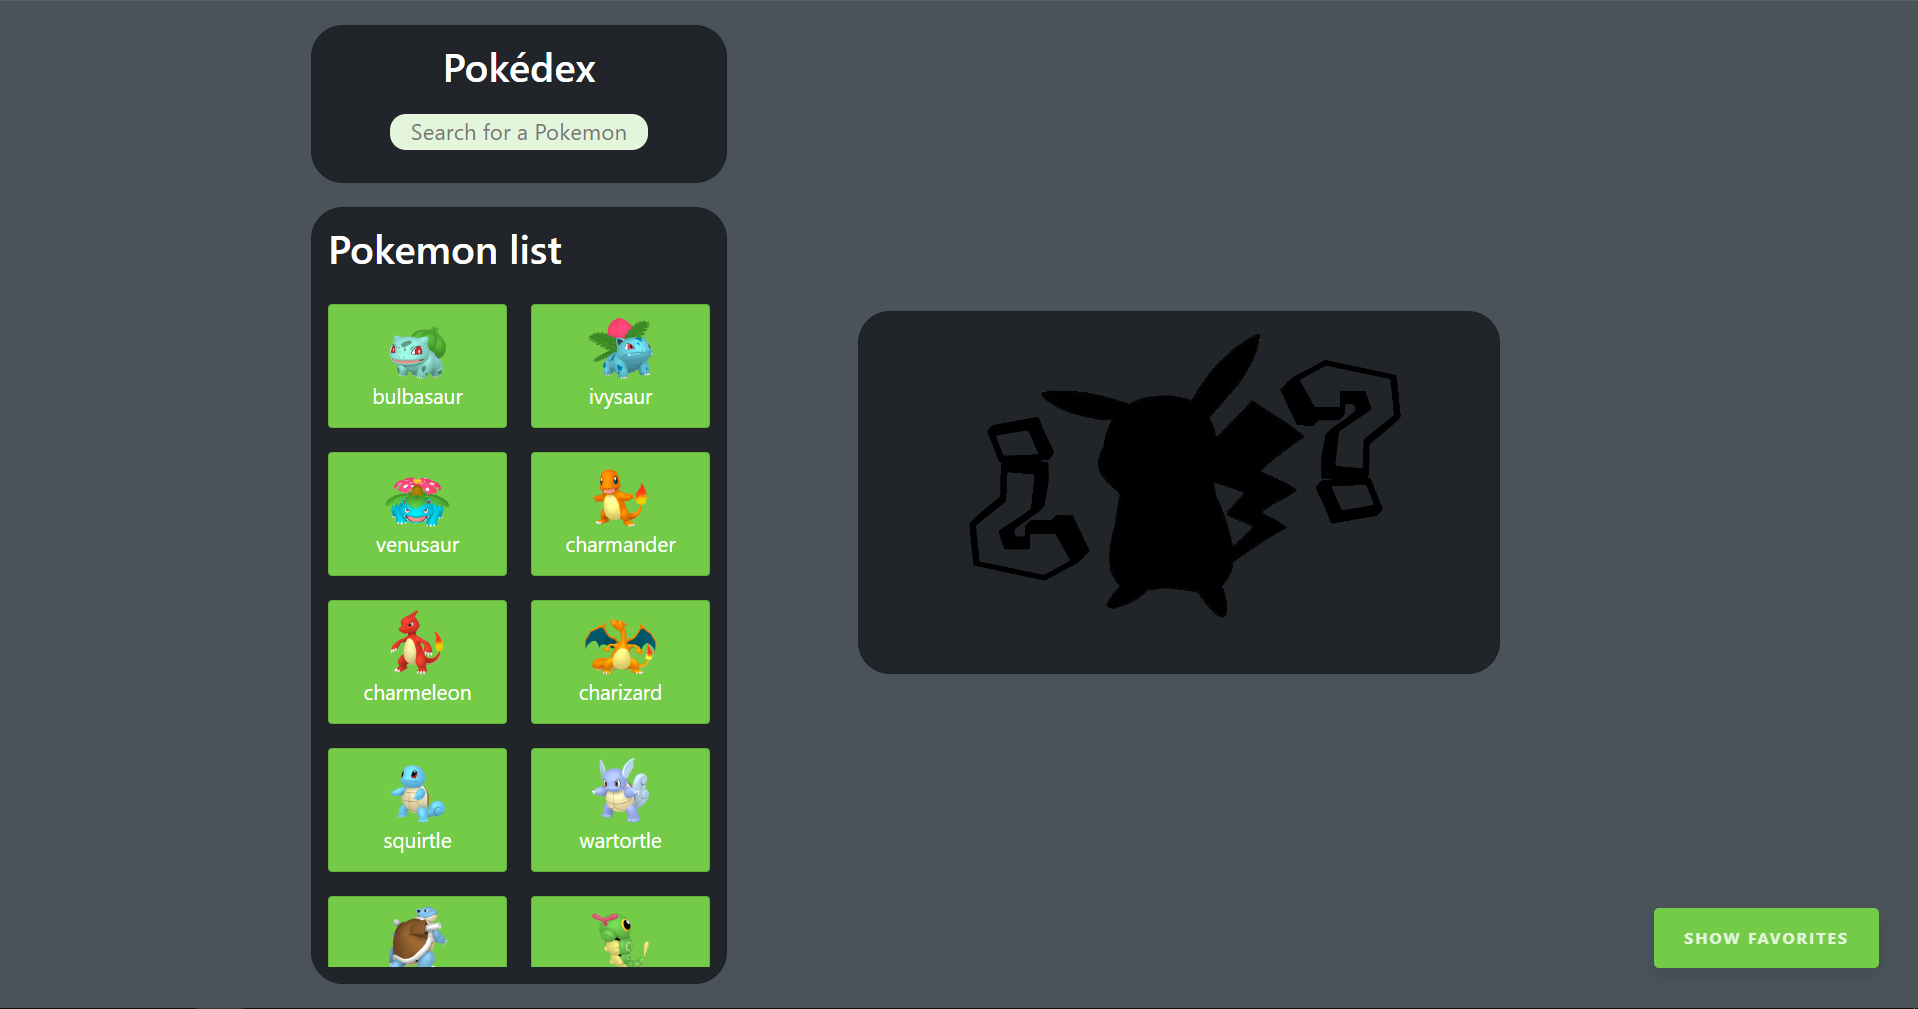 Pokédex
Search for a Pokemon
Pokemon list
bulbasaur
ivysaur
venusaur
charmander
charmeleon
charizard
squirtle
wartortle
¿ ?
SHOW FAVORITES